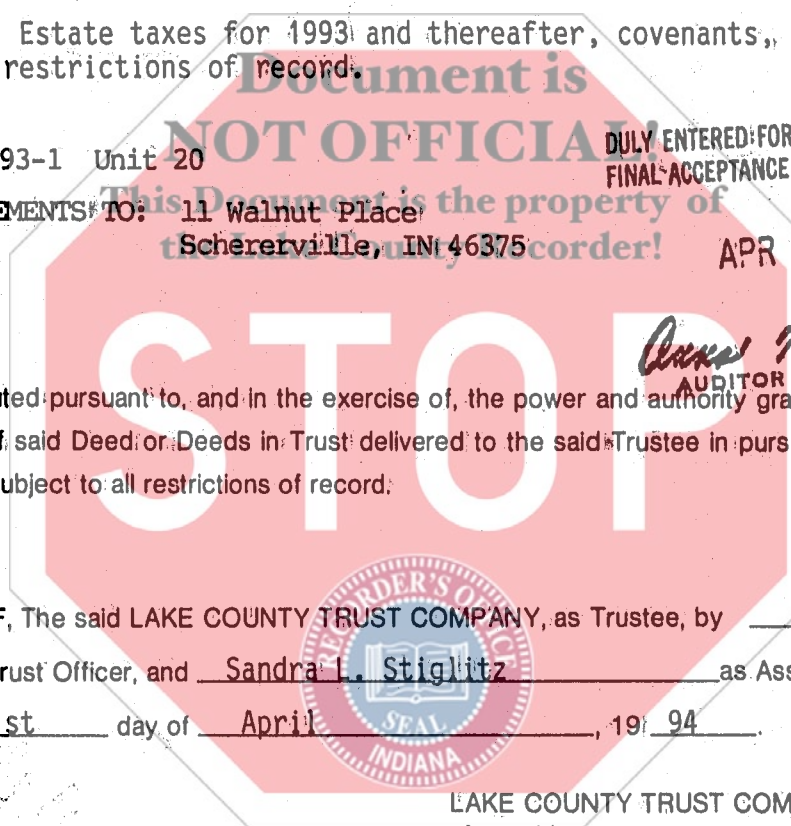 Estate taxes for 1993 and thereafter, covenants,
restrictions of record.
Document is
NOT OFFICIAL!
This Document is the property of
the Lake County Recorder!
STOP
93-1 Unit 20
DULY ENTERED FOR
FINAL ACCEPTANCE
EMENTS TO: 11 Walnut Place
Schererville, IN 46375
APR
AUDITOR
ted pursuant to, and in the exercise of, the power and authority gra
f said Deed or Deeds in Trust delivered to the said Trustee in purs
ubject to all restrictions of record.
F, The said LAKE COUNTY TRUST COMPANY, as Trustee, by
rust Officer, and Sandra L. Stiglitz as Ass
st day of April, 19 94.
RECORDER'S OFFICE
SEAL
INDIANA
LAKE COUNTY TRUST COM